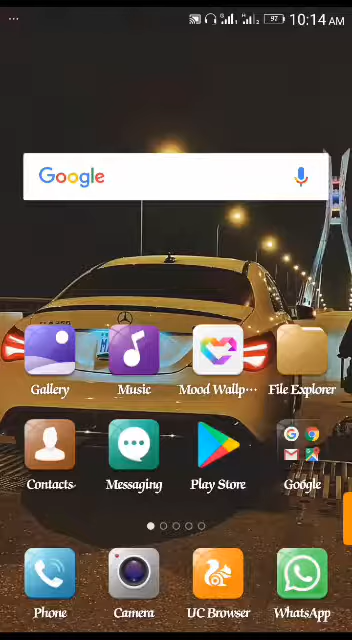 ... 97 10:14 AM
Google
Gallery Music Mood Wallp··· File Explorer
Contacts Messaging Play Store Google
Phone Camera UC Browser WhatsApp